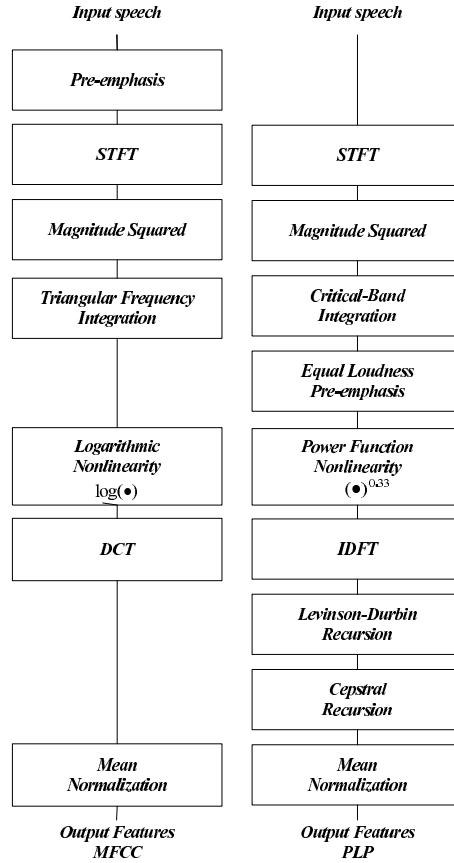 Input speech
Pre-emphasis
STFT
Magnitude Squared
Triangular Frequency
Integration
Logarithmic
Nonlinearity
log(•)
DCT
Mean
Normalization
Output Features
MFCC
Input speech
STFT
Magnitude Squared
Critical-Band
Integration
Equal Loudness
Pre-emphasis
Power Function
Nonlinearity
(•)^0.33
IDFT
Levinson-Durbin
Recursion
Cepstral
Recursion
Mean
Normalization
Output Features
PLP